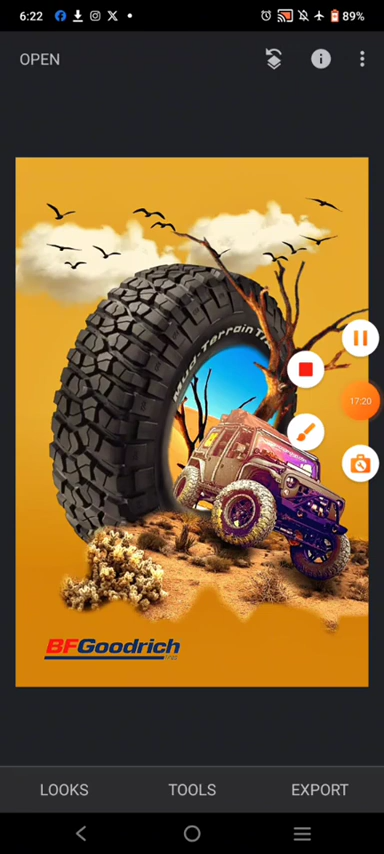 6:22
89%
OPEN
Mud-Terrain T
17:20
BFGoodrich
LOOKS
TOOLS
EXPORT